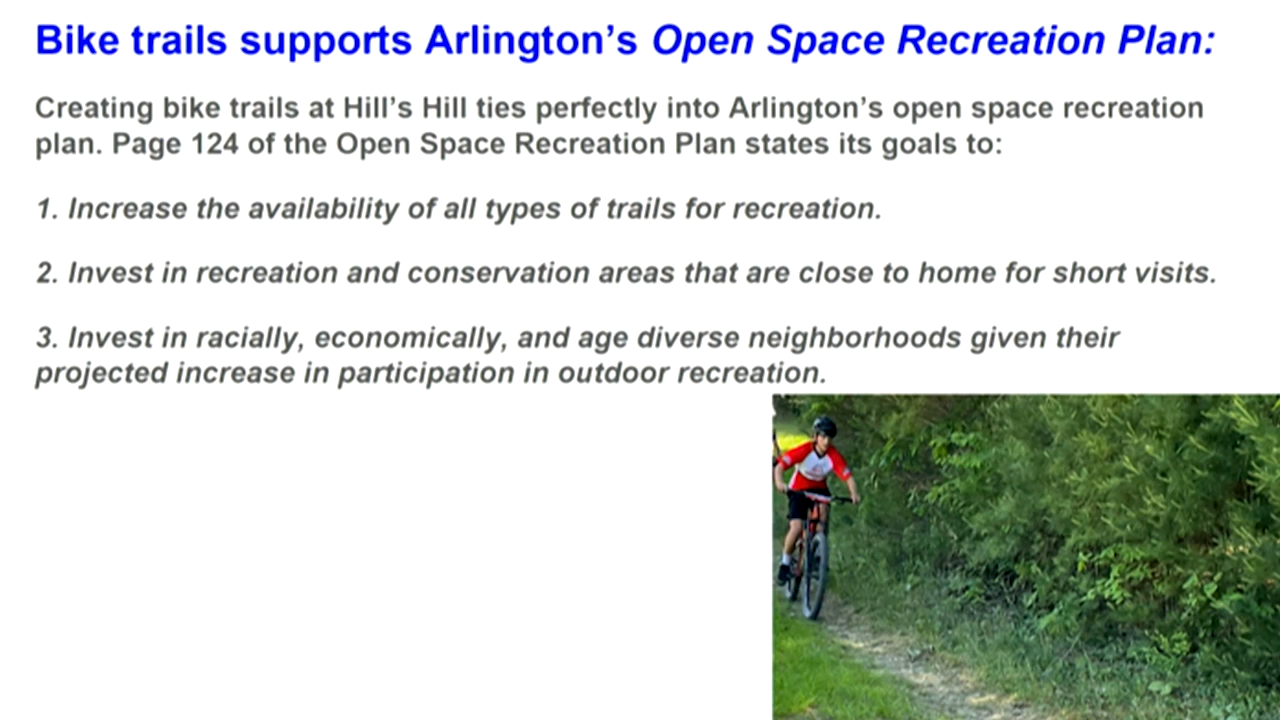 Bike trails supports Arlington’s Open Space Recreation Plan:
Creating bike trails at Hill’s Hill ties perfectly into Arlington’s open space recreation
plan. Page 124 of the Open Space Recreation Plan states its goals to:
1. Increase the availability of all types of trails for recreation.
2. Invest in recreation and conservation areas that are close to home for short visits.
3. Invest in racially, economically, and age diverse neighborhoods given their
projected increase in participation in outdoor recreation.